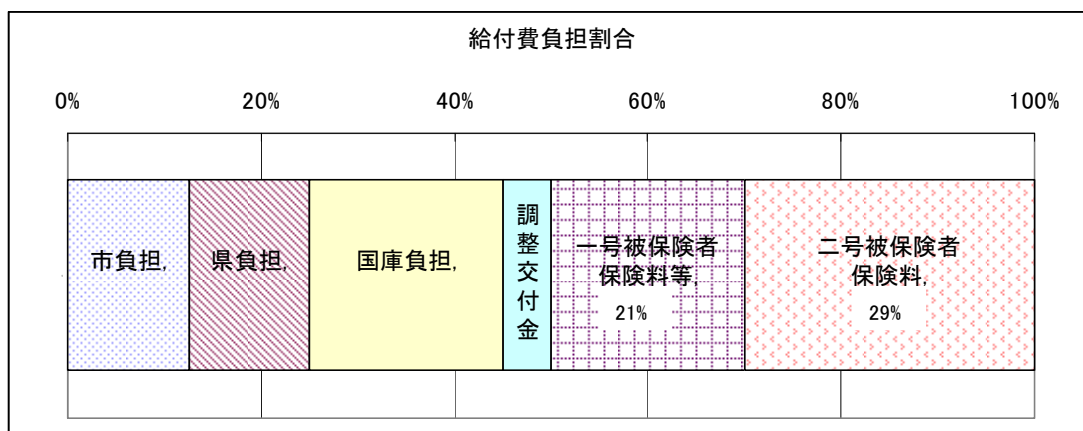 給付費負担割合
0% 20% 40% 60% 80% 100%
市負担,
県負担,
国庫負担,
調整交付金
一号被保険者
保険料等,
21%
二号被保険者
保険料,
29%